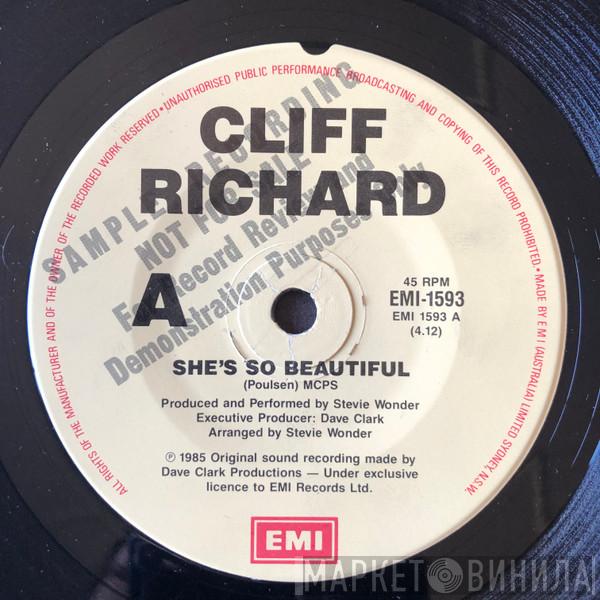 ALL RIGHTS OF THE MANUFACTURER AND OF THE OWNER OF THE RECORDED WORK RESERVED • UNAUTHORISED PUBLIC PERFORMANCE BROADCASTING AND COPYING OF THIS RECORD PROHIBITED. • MADE BY E M I (AUSTRALIA) LIMITED SYDNEY, N.S.W.
CLIFF
RICHARD
SAMPLE RECORDING
NOT FOR SALE
For Record Review and
Demonstration Purposes Only
A
45 RPM
EMI-1593
EMI 1593 A
(4.12)
SHE'S SO BEAUTIFUL
(Poulsen) MCPS
Produced and Performed by Stevie Wonder
Executive Producer: Dave Clark
Arranged by Stevie Wonder
℗ 1985 Original sound recording made by
Dave Clark Productions — Under exclusive
licence to EMI Records Ltd.
EMI
МАРКЕТ ВИНИЛА